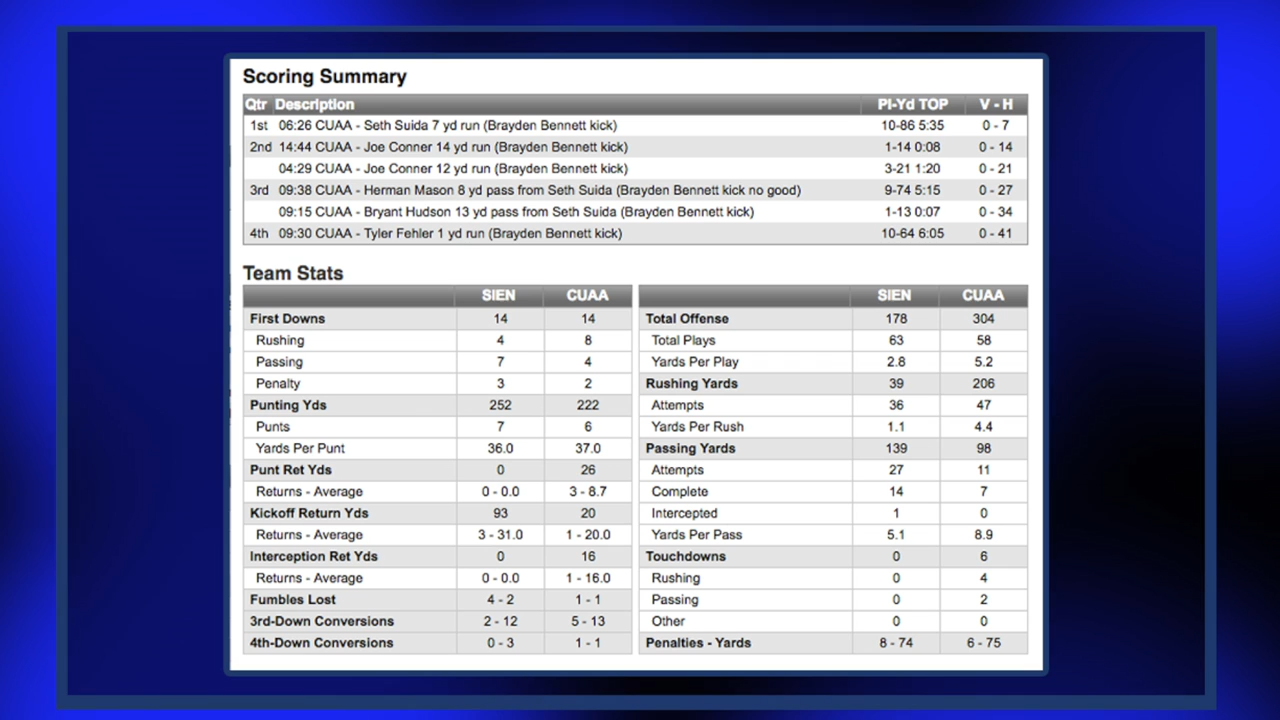 Scoring Summary
Qtr Description Pl-Yd TOP V - H
1st 06:26 CUAA - Seth Suida 7 yd run (Brayden Bennett kick) 10-86 5:35 0 - 7
2nd 14:44 CUAA - Joe Conner 14 yd run (Brayden Bennett kick) 1-14 0:08 0 - 14
04:29 CUAA - Joe Conner 12 yd run (Brayden Bennett kick) 3-21 1:20 0 - 21
3rd 09:38 CUAA - Herman Mason 8 yd pass from Seth Suida (Brayden Bennett kick no good) 9-74 5:15 0 - 27
09:15 CUAA - Bryant Hudson 13 yd pass from Seth Suida (Brayden Bennett kick) 1-13 0:07 0 - 34
4th 09:30 CUAA - Tyler Fehler 1 yd run (Brayden Bennett kick) 10-64 6:05 0 - 41
Team Stats
SIEN CUAA
First Downs 14 14
Rushing 4 8
Passing 7 4
Penalty 3 2
Punting Yds 252 222
Punts 7 6
Yards Per Punt 36.0 37.0
Punt Ret Yds 0 26
Returns - Average 0 - 0.0 3 - 8.7
Kickoff Return Yds 93 20
Returns - Average 3 - 31.0 1 - 20.0
Interception Ret Yds 0 16
Returns - Average 0 - 0.0 1 - 16.0
Fumbles Lost 4 - 2 1 - 1
3rd-Down Conversions 2 - 12 5 - 13
4th-Down Conversions 0 - 3 1 - 1
SIEN CUAA
Total Offense 178 304
Total Plays 63 58
Yards Per Play 2.8 5.2
Rushing Yards 39 206
Attempts 36 47
Yards Per Rush 1.1 4.4
Passing Yards 139 98
Attempts 27 11
Complete 14 7
Intercepted 1 0
Yards Per Pass 5.1 8.9
Touchdowns 0 6
Rushing 0 4
Passing 0 2
Other 0 0
Penalties - Yards 8 - 74 6 - 75